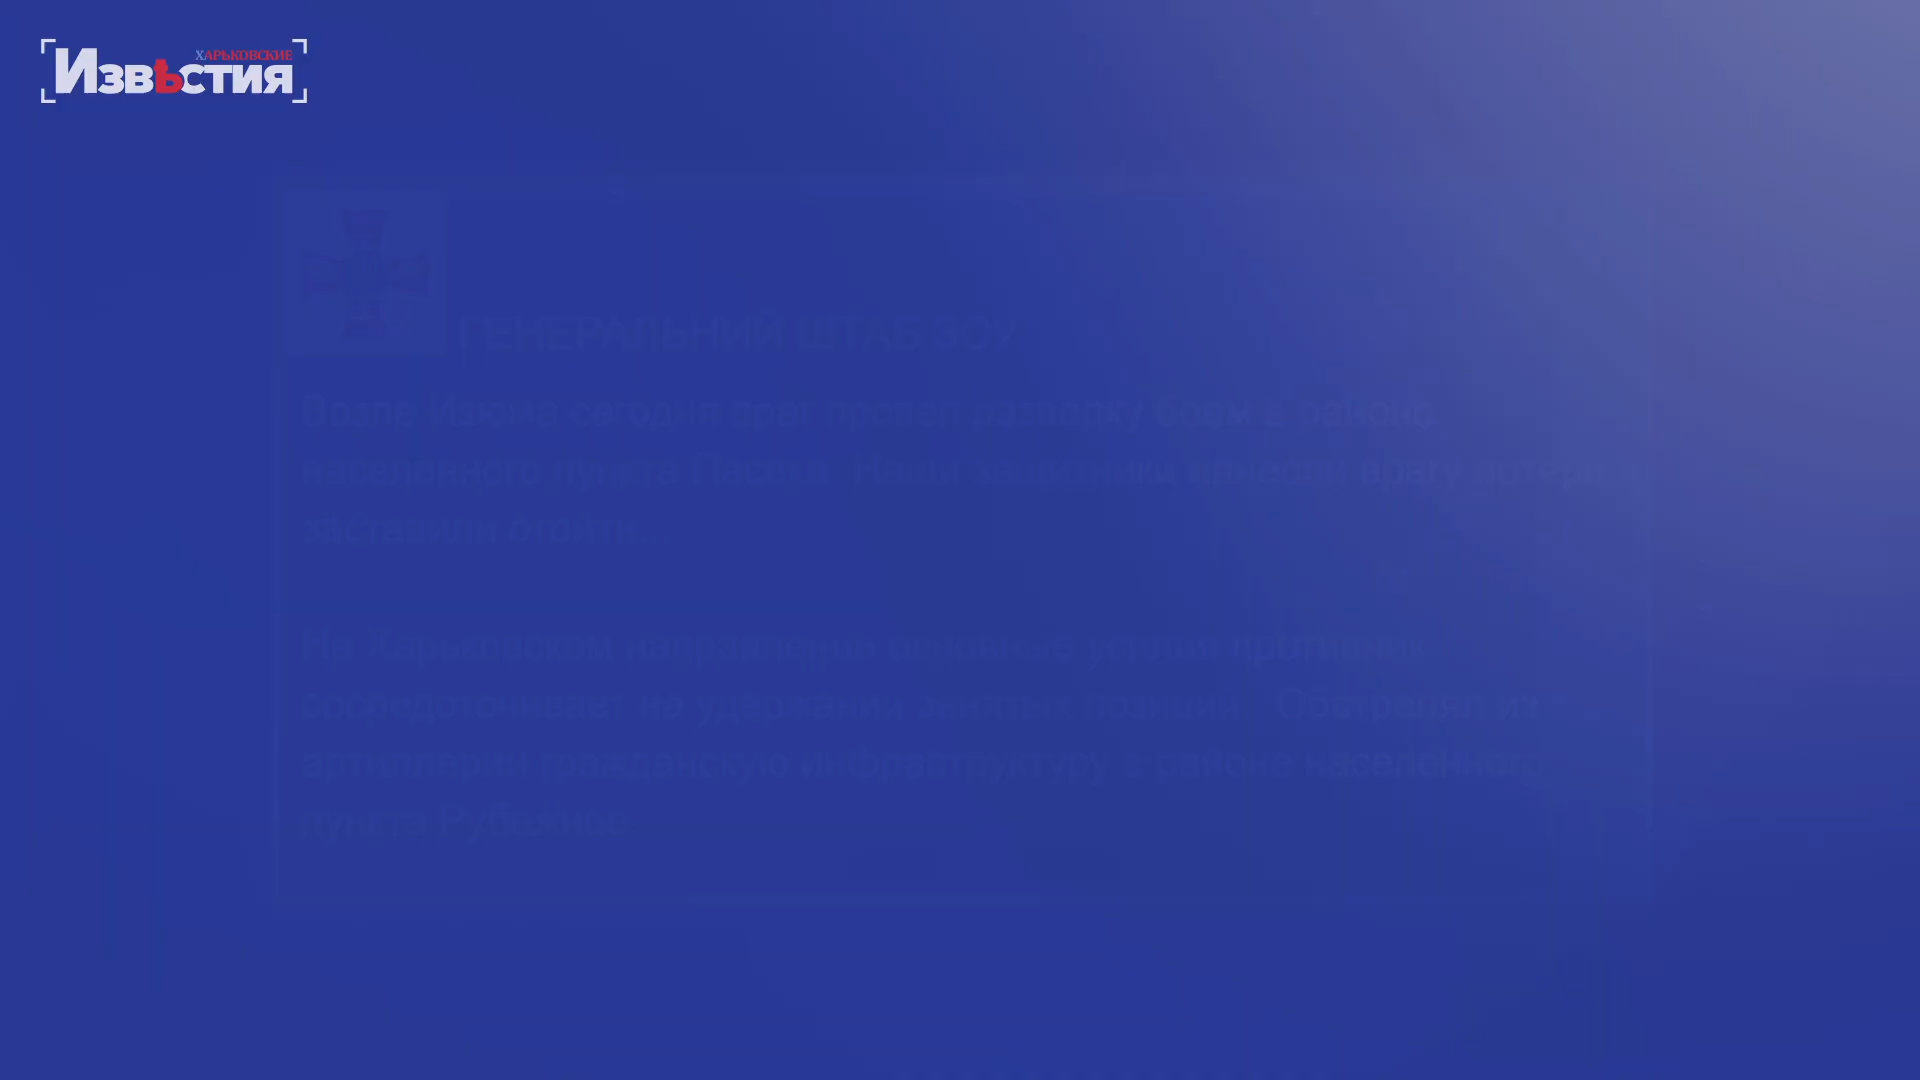 ХАРЬКОВСКИЕ
ИзвѢстия
ГЕНЕРАЛЬНИЙ ШТАБ ЗСУ
Возле Изюма сегодня враг провел разведку боем в районе
населенного пункта Пасека. Наши защитники нанесли врагу потери и
заставили отойти...
На Харьковском направлении основные усилия противник
сосредоточивает на удержании занятых позиций. Обстрелял из
артиллерии гражданскую инфраструктуру в районе населенного
пункта Рубежное